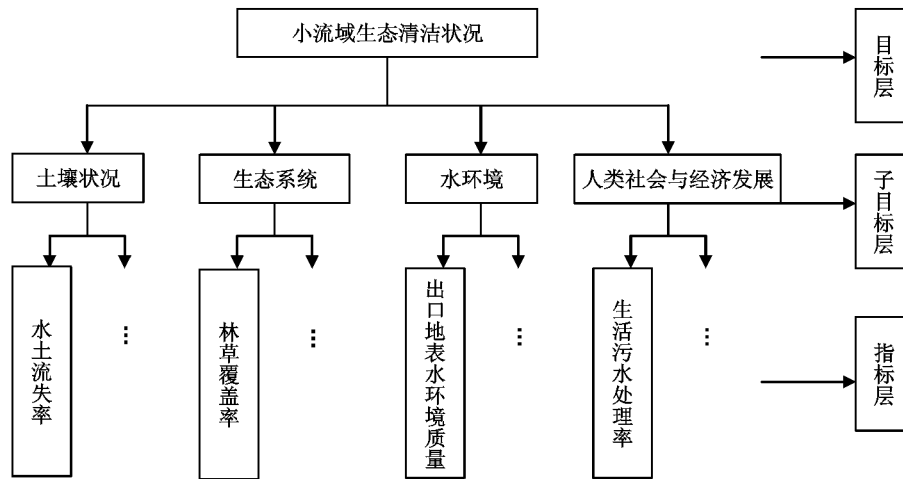 小流域生态清洁状况
目标层
土壤状况
生态系统
水环境
人类社会与经济发展
子目标层
水土流失率
…
林草覆盖率
…
出口地表水环境质量
…
生活污水处理率
…
指标层